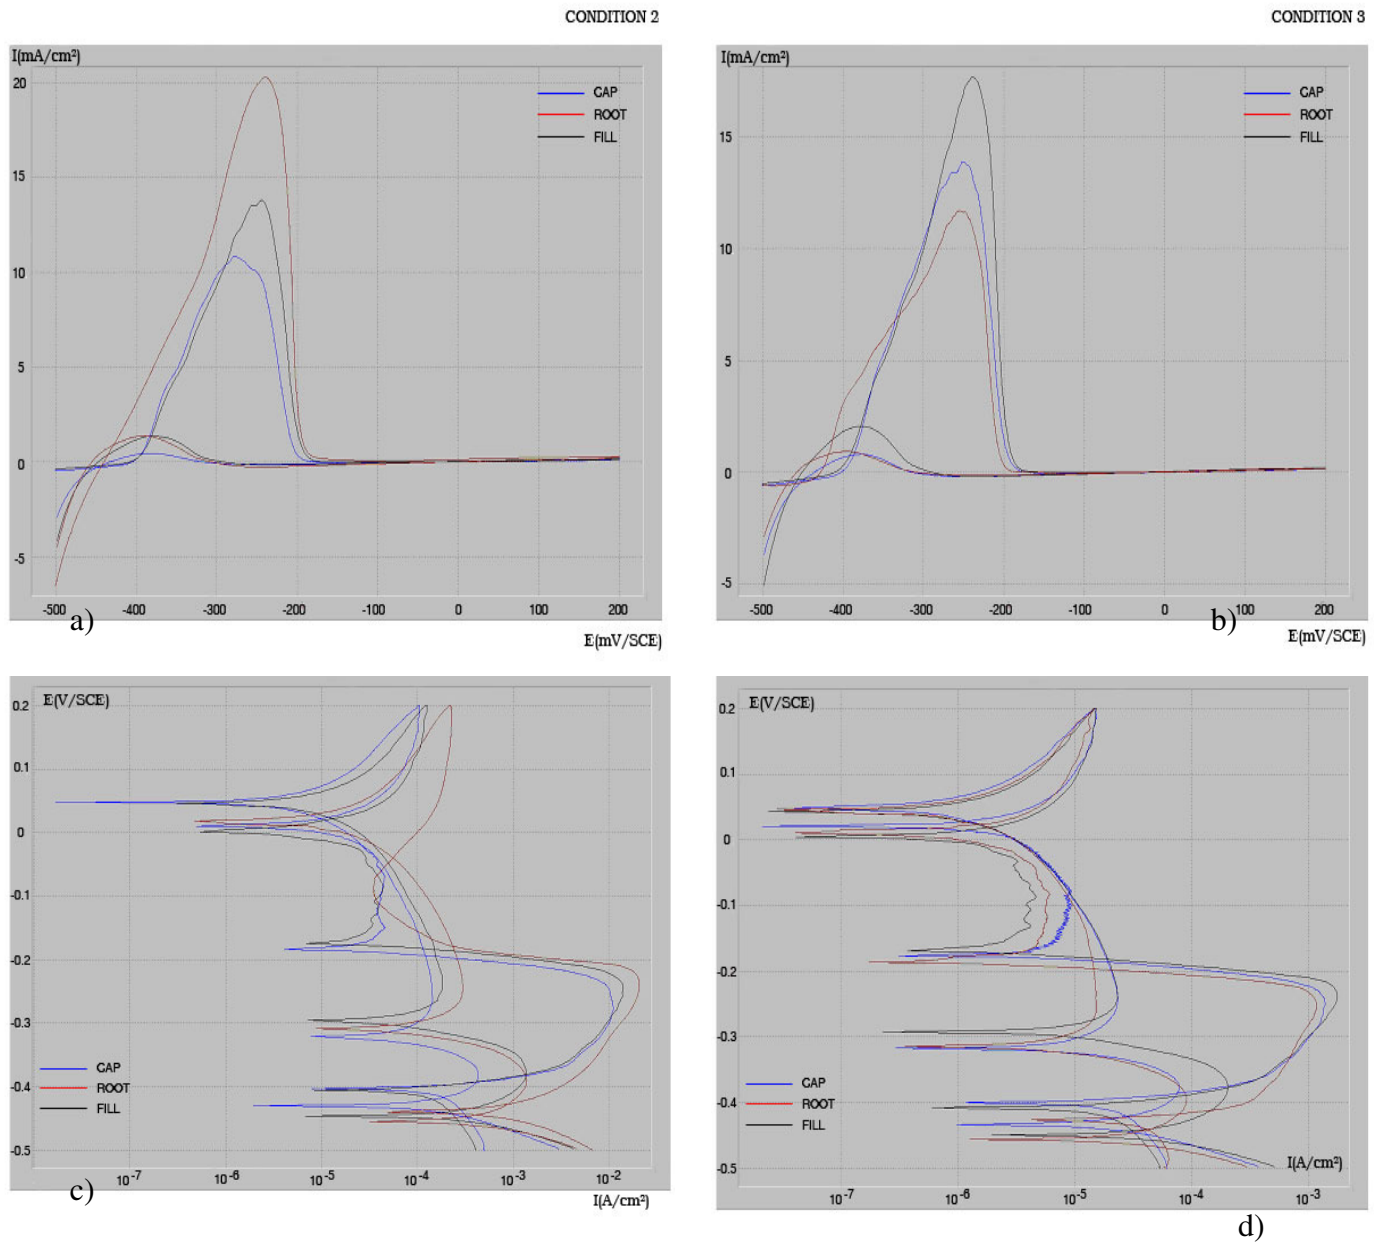 CONDITION 2
I(mA/cm²)
CAP
ROOT
FILL
20
15
10
5
0
-5
-500 -400 -300 -200 -100 0 100 200
a)
E(mV/SCE)
CONDITION 3
I(mA/cm²)
CAP
ROOT
FILL
15
10
5
0
-5
-500 -400 -300 -200 -100 0 100 200
b)
E(mV/SCE)
E(V/SCE)
0.2
0.1
0
-0.1
-0.2
-0.3
-0.4
-0.5
CAP
ROOT
FILL
10⁻⁷ 10⁻⁶ 10⁻⁵ 10⁻⁴ 10⁻³ 10⁻²
c)
I(A/cm²)
E(V/SCE)
0.2
0.1
0
-0.1
-0.2
-0.3
-0.4
-0.5
CAP
ROOT
FILL
I(A/cm²)
10⁻⁷ 10⁻⁶ 10⁻⁵ 10⁻⁴ 10⁻³
d)